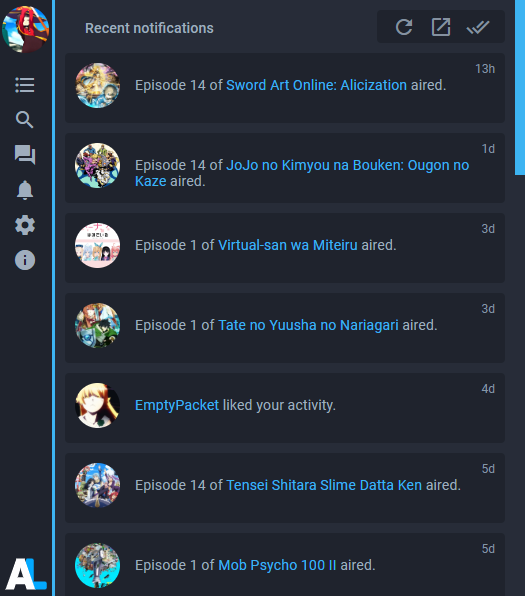 Recent notifications
13h
Episode 14 of Sword Art Online: Alicization aired.
1d
Episode 14 of JoJo no Kimyou na Bouken: Ougon no
Kaze aired.
3d
Episode 1 of Virtual-san wa Miteiru aired.
3d
Episode 1 of Tate no Yuusha no Nariagari aired.
4d
EmptyPacket liked your activity.
5d
Episode 14 of Tensei Shitara Slime Datta Ken aired.
5d
Episode 1 of Mob Psycho 100 II aired.
AL